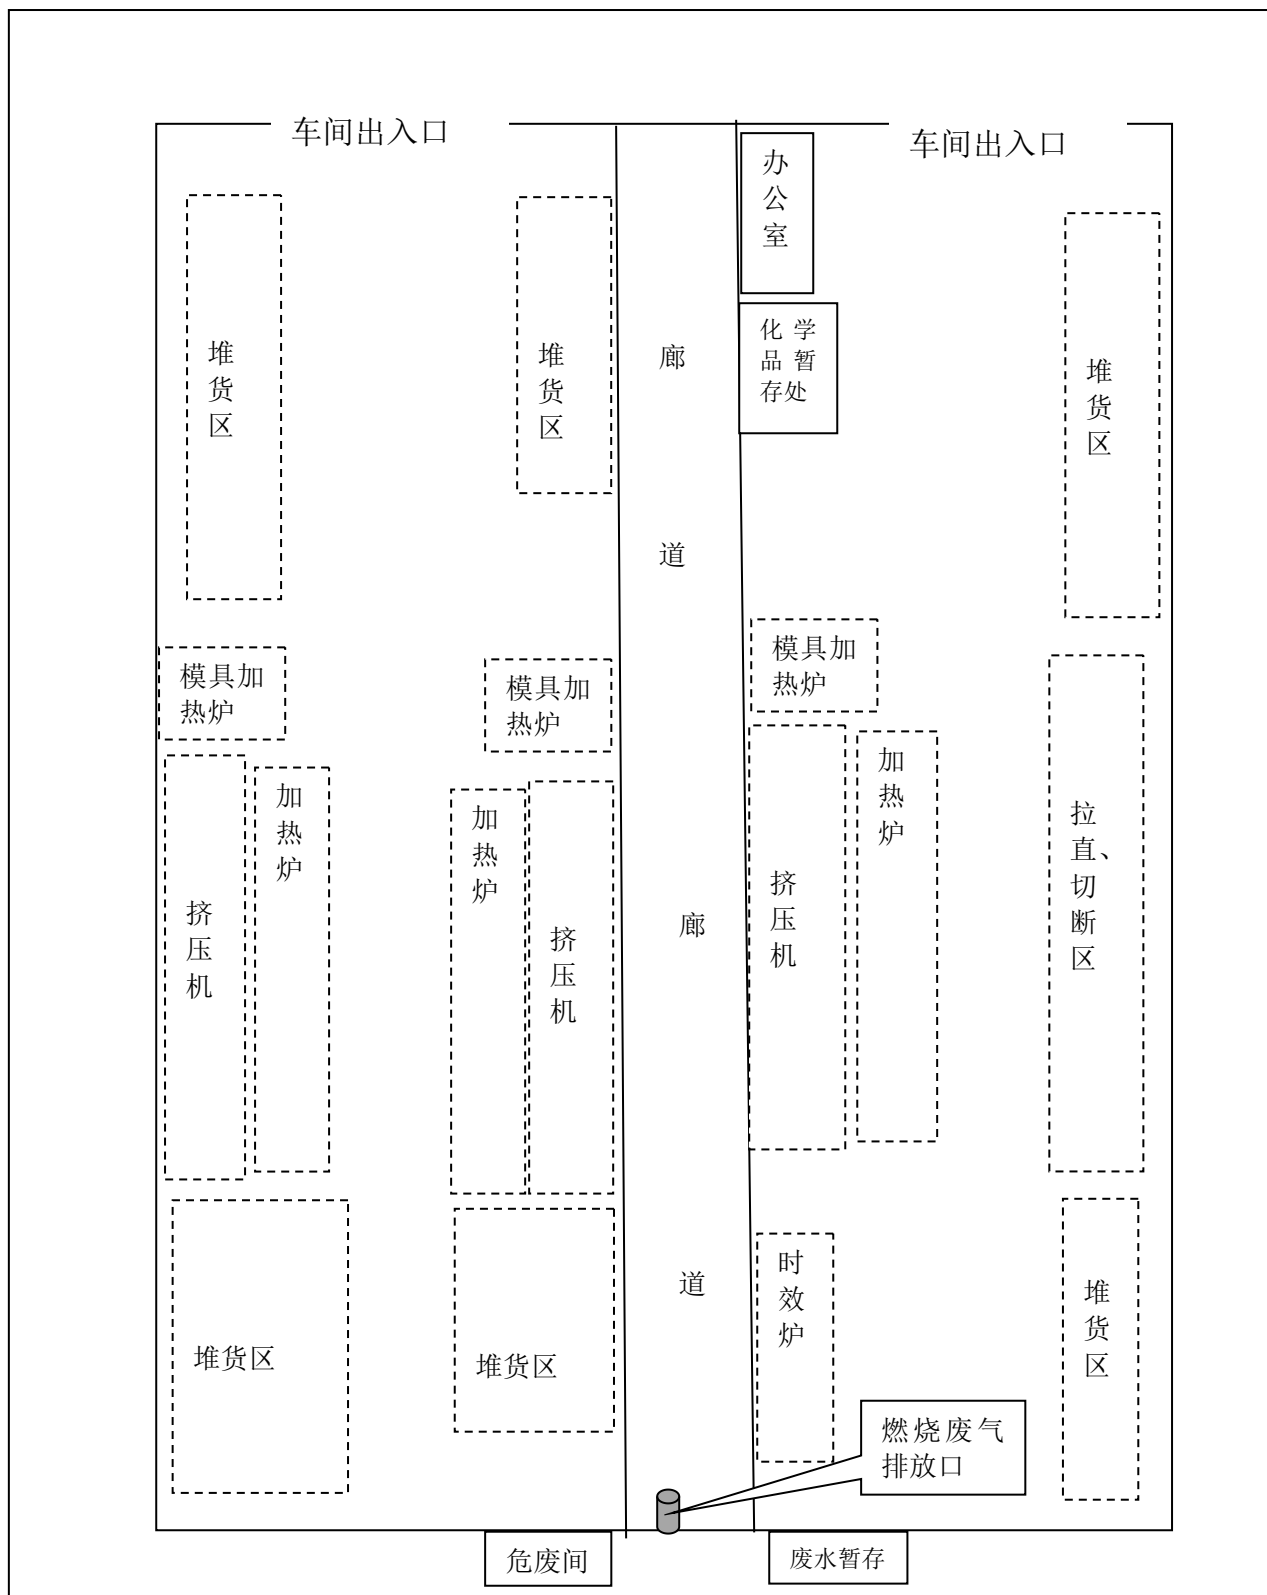 车间出入口
车间出入口
办
公
室
化学
品暂
存处
堆
货
区
堆
货
区
廊
道
堆
货
区
模具加
热炉
模具加
热炉
模具加
热炉
加
热
炉
挤
压
机
加
热
炉
挤
压
机
廊
道
挤
压
机
加
热
炉
拉
直、
切
断
区
堆货区
堆货区
时
效
炉
堆
货
区
燃烧废气
排放口
危废间
废水暂存